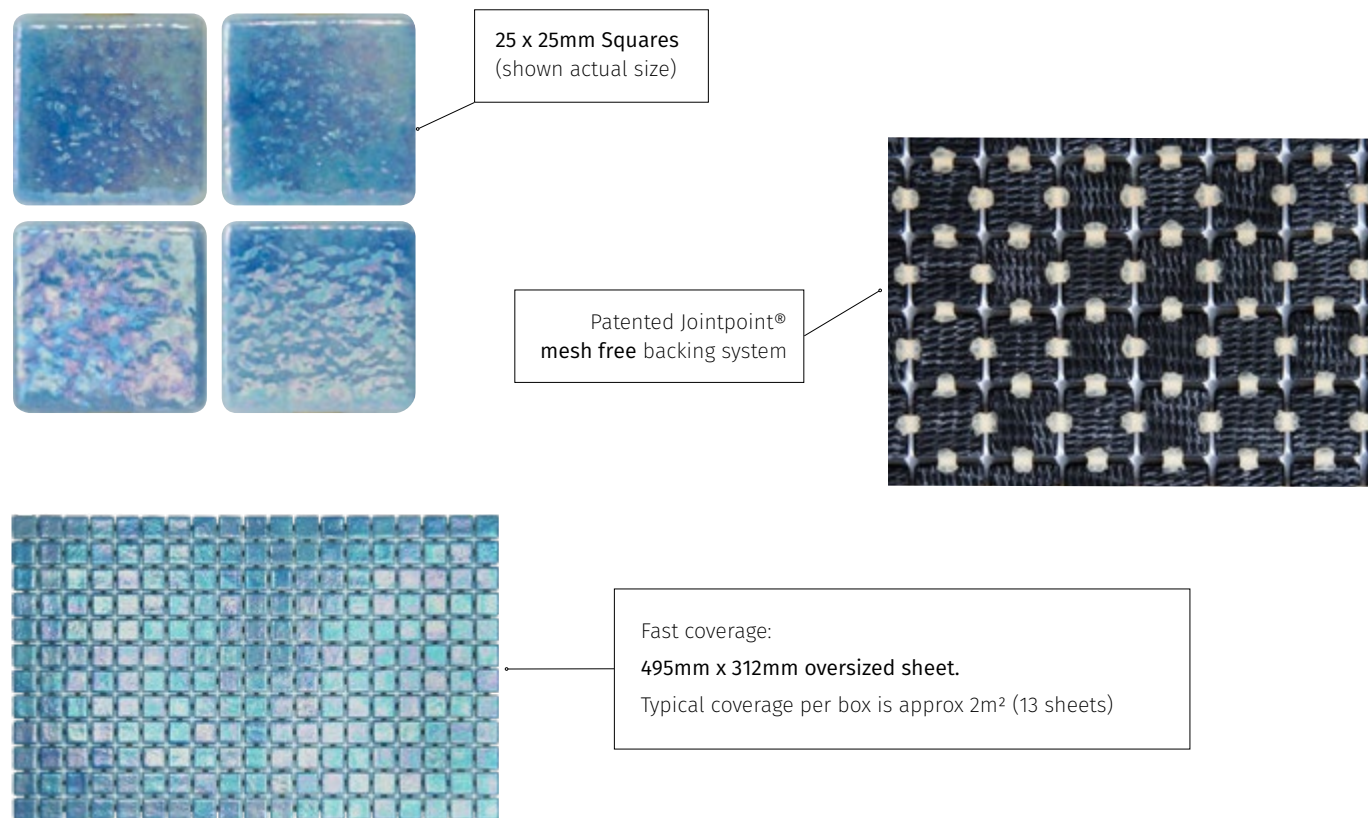 25 x 25mm Squares
(shown actual size)
Patented Jointpoint®
mesh free backing system
Fast coverage:
495mm x 312mm oversized sheet.
Typical coverage per box is approx 2m² (13 sheets)